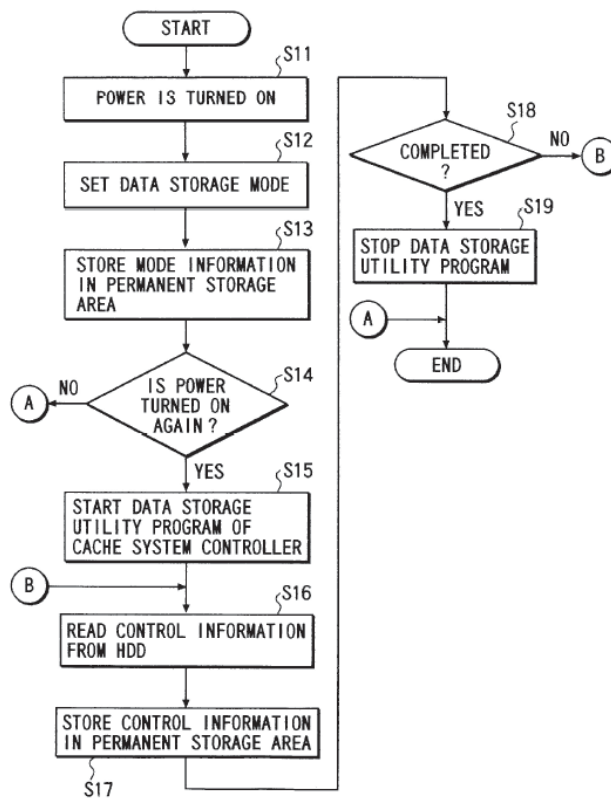 START
S11
POWER IS TURNED ON
S12
SET DATA STORAGE MODE
S13
STORE MODE INFORMATION
IN PERMANENT STORAGE
AREA
S14
IS POWER
TURNED ON
AGAIN?
NO
A
YES
S15
START DATA STORAGE
UTILITY PROGRAM OF
CACHE SYSTEM CONTROLLER
B
S16
READ CONTROL INFORMATION
FROM HDD
STORE CONTROL INFORMATION
IN PERMANENT STORAGE AREA
S17
S18
COMPLETED
?
NO
B
YES
S19
STOP DATA STORAGE
UTILITY PROGRAM
A
END